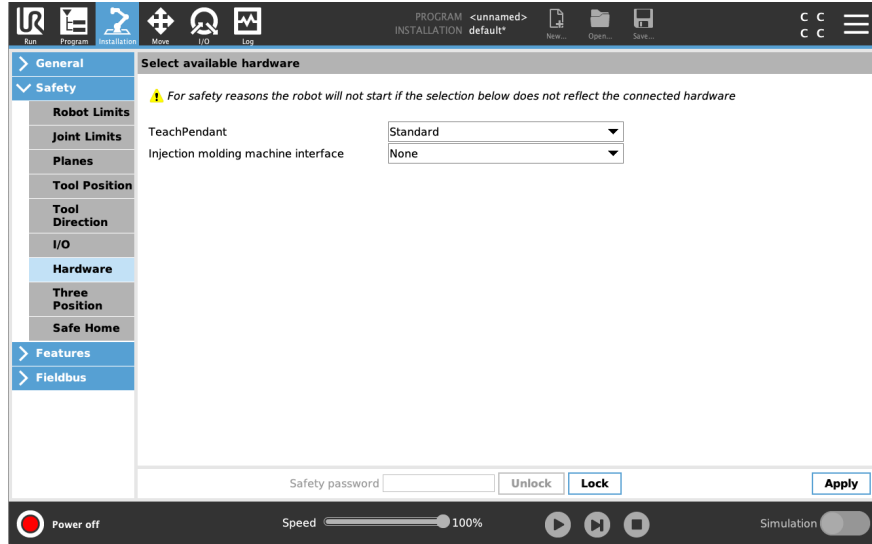 UR
PROGRAM <unnamed>
INSTALLATION default*
C C
C C
Run
Program
Installation
Move
I/O
Log
New...
Open...
Save...
General
Safety
Robot Limits
Joint Limits
Planes
Tool Position
Tool
Direction
I/O
Hardware
Three
Position
Safe Home
Features
Fieldbus
Select available hardware
For safety reasons the robot will not start if the selection below does not reflect the connected hardware
TeachPendant
Standard
Injection molding machine interface
None
Safety password
Unlock
Lock
Apply
Power off
Speed
100%
Simulation